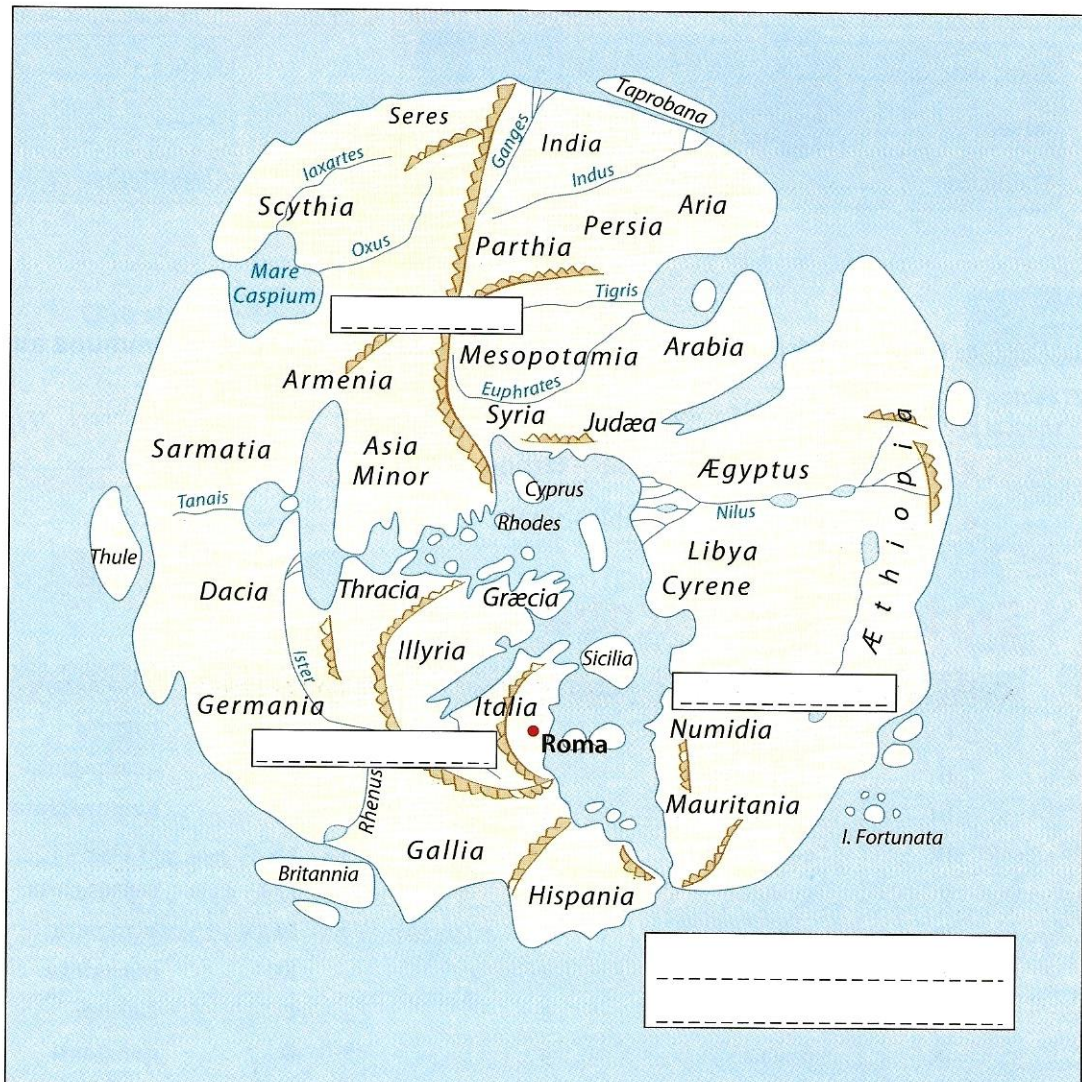 Taprobana
Seres
Ganges
India
Iaxartes
Indus
Scythia
Aria
Persia
Oxus
Parthia
Mare
Caspium
Tigris
Mesopotamia
Arabia
Armenia
Euphrates
Syria
Judæa
Sarmatia
Asia
Minor
Ægyptus
Æthiopia
Cyprus
Tanais
Rhodes
Nilus
Thule
Libya
Cyrene
Dacia
Thracia
Græcia
Illyria
Sicilia
Ister
Germania
Italia
Roma
Numidia
Rhenus
Mauritania
Gallia
I. Fortunata
Britannia
Hispania